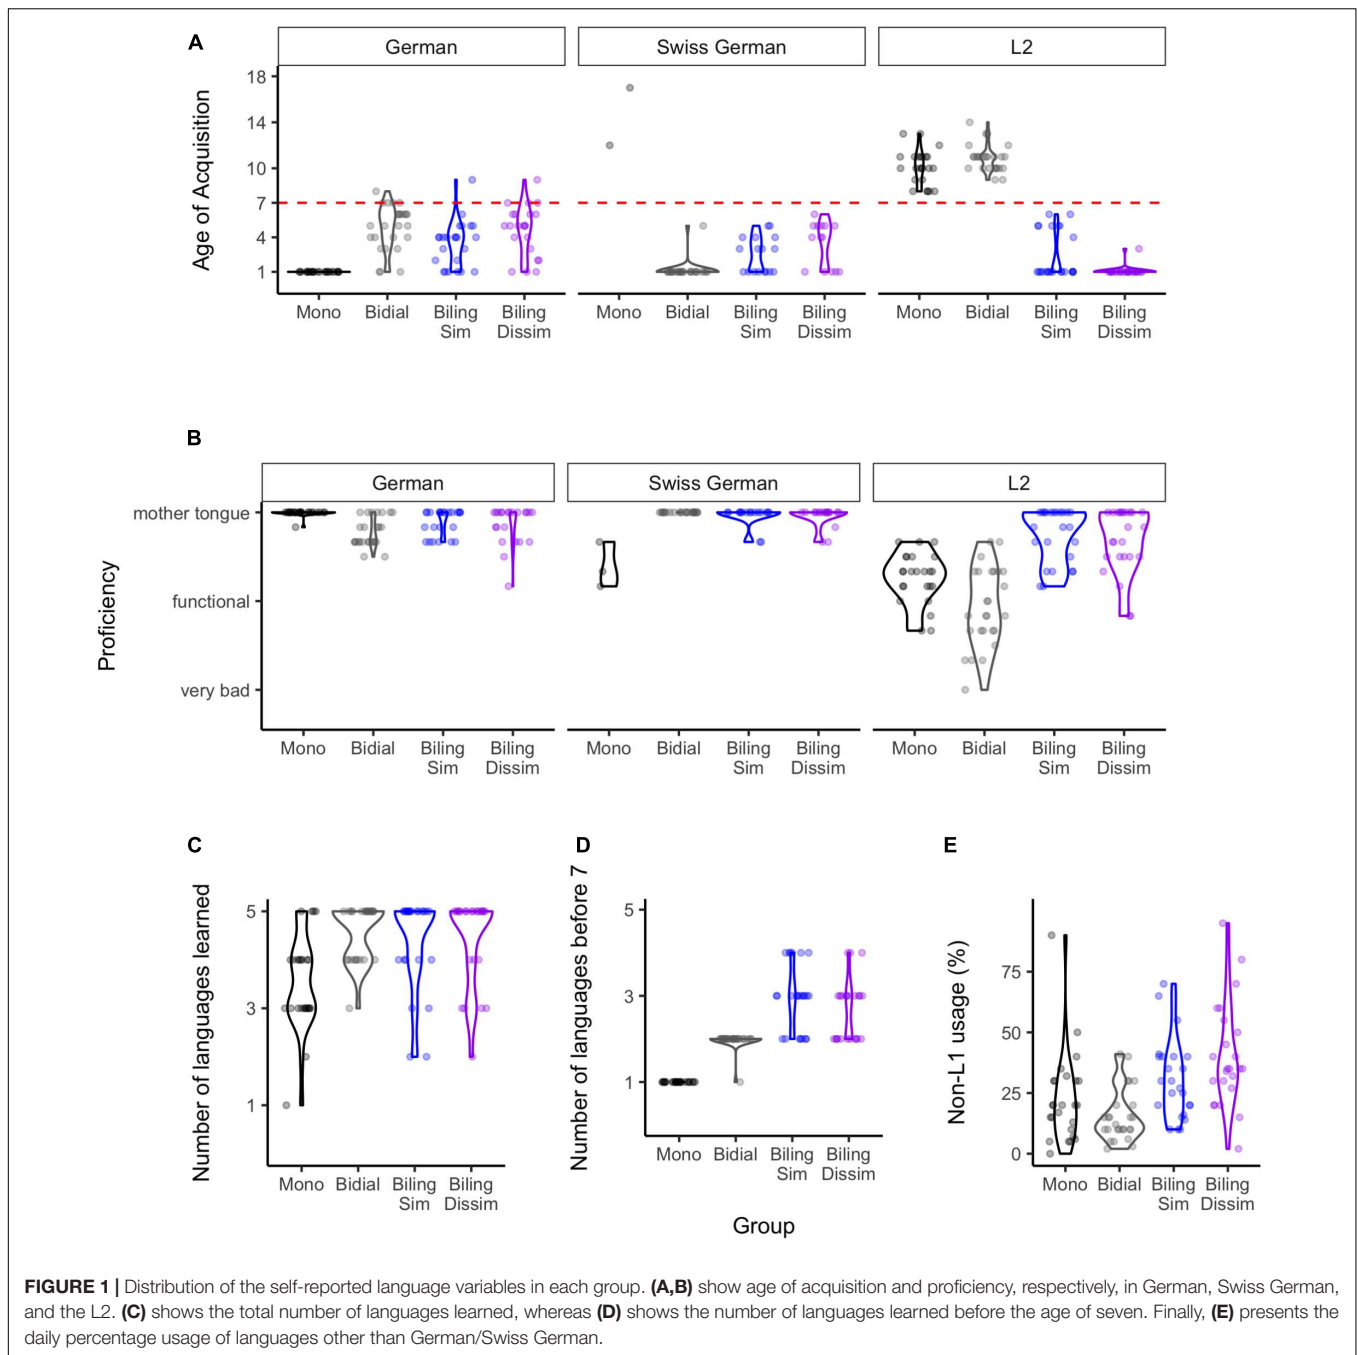 A
German
Swiss German
L2
Age of Acquisition
18
14
10
7
4
1
Mono
Bidial
Biling
Sim
Biling
Dissim
Mono
Bidial
Biling
Sim
Biling
Dissim
Mono
Bidial
Biling
Sim
Biling
Dissim
B
German
Swiss German
L2
Proficiency
mother tongue
functional
very bad
Mono
Bidial
Biling
Sim
Biling
Dissim
Mono
Bidial
Biling
Sim
Biling
Dissim
Mono
Bidial
Biling
Sim
Biling
Dissim
C
Number of languages learned
5
3
1
Mono
Bidial
Biling
Sim
Biling
Dissim
D
Number of languages before 7
5
3
1
Mono
Bidial
Biling
Sim
Biling
Dissim
Group
E
Non-L1 usage (%)
75
50
25
0
Mono
Bidial
Biling
Sim
Biling
Dissim
FIGURE 1 | Distribution of the self-reported language variables in each group. (A,B) show age of acquisition and proficiency, respectively, in German, Swiss German,
and the L2. (C) shows the total number of languages learned, whereas (D) shows the number of languages learned before the age of seven. Finally, (E) presents the
daily percentage usage of languages other than German/Swiss German.